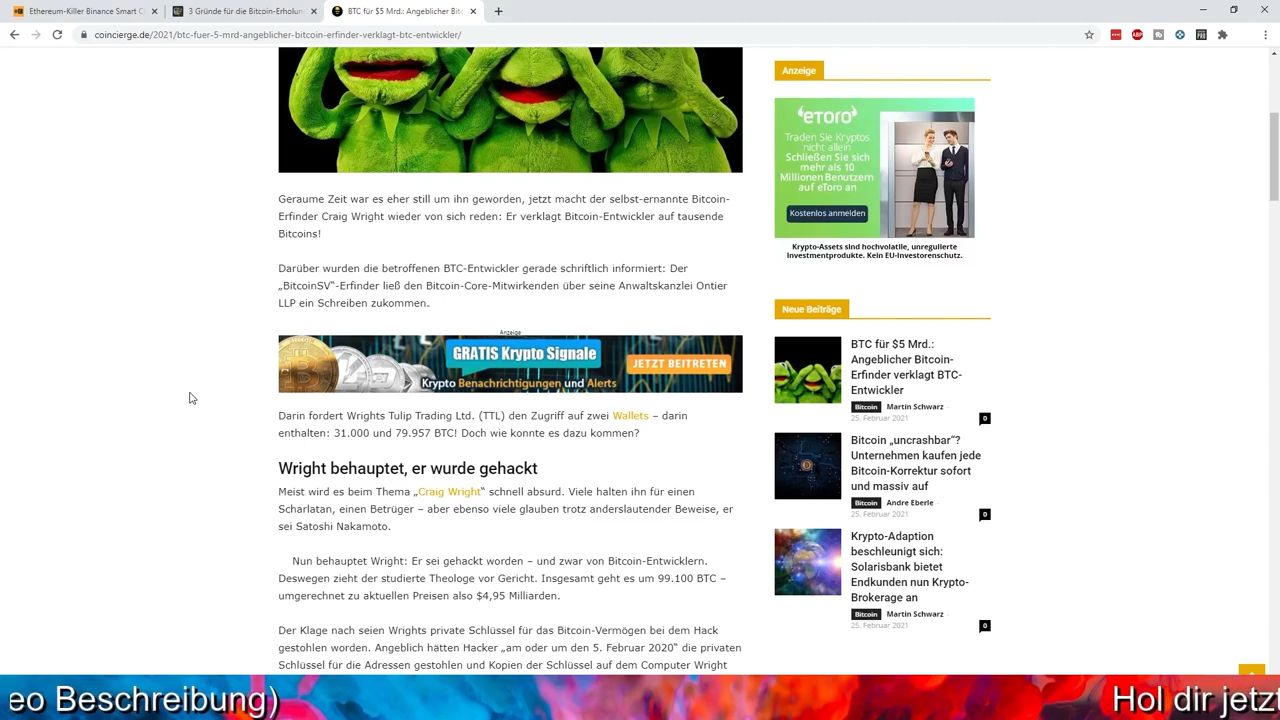 Ethereum-Killer Binance Smart C
3 Gründe für die Bitcoin-Erholun
BTC für $5 Mrd.: Angeblicher Bit
coincierge.de/2021/btc-fuer-5-mrd-angeblicher-bitcoin-erfinder-verklagt-btc-entwickler/
Geraume Zeit war es eher still um ihn geworden, jetzt macht der selbst-ernannte Bitcoin-
Erfinder Craig Wright wieder von sich reden: Er verklagt Bitcoin-Entwickler auf tausende
Bitcoins!
Darüber wurden die betroffenen BTC-Entwickler gerade schriftlich informiert: Der
„BitcoinSV“-Erfinder ließ den Bitcoin-Core-Mitwirkenden über seine Anwaltskanzlei Ontier
LLP ein Schreiben zukommen.
Anzeige
GRATIS Krypto Signale
JETZT BEITRETEN
Krypto Benachrichtigungen und Alerts
Darin fordert Wrights Tulip Trading Ltd. (TTL) den Zugriff auf zwei Wallets – darin
enthalten: 31.000 und 79.957 BTC! Doch wie konnte es dazu kommen?
Wright behauptet, er wurde gehackt
Meist wird es beim Thema „Craig Wright“ schnell absurd. Viele halten ihn für einen
Scharlatan, einen Betrüger – aber ebenso viele glauben trotz anderslautender Beweise, er
sei Satoshi Nakamoto.
Nun behauptet Wright: Er sei gehackt worden – und zwar von Bitcoin-Entwicklern.
Deswegen zieht der studierte Theologe vor Gericht. Insgesamt geht es um 99.100 BTC –
umgerechnet zu aktuellen Preisen also $4,95 Milliarden.
Der Klage nach seien Wrights private Schlüssel für das Bitcoin-Vermögen bei dem Hack
gestohlen worden. Angeblich hätten Hacker „am oder um den 5. Februar 2020“ die privaten
Schlüssel für die Adressen gestohlen und Kopien der Schlüssel auf dem Computer Wright
Anzeige
eToro
Traden Sie Kryptos
nicht allein
Schließen Sie sich
mehr als 10
Millionen Benutzern
auf eToro an
Kostenlos anmelden
Krypto-Assets sind hochvolatile, unregulierte
Investmentprodukte. Kein EU-Investorenschutz.
Neue Beiträge
BTC für $5 Mrd.:
Angeblicher Bitcoin-
Erfinder verklagt BTC-
Entwickler
Bitcoin Martin Schwarz -
25. Februar 2021 0
Bitcoin „uncrashbar“?
Unternehmen kaufen jede
Bitcoin-Korrektur sofort
und massiv auf
Bitcoin Andre Eberle -
25. Februar 2021 0
Krypto-Adaption
beschleunigt sich:
Solarisbank bietet
Endkunden nun Krypto-
Brokerage an
Bitcoin Martin Schwarz -
25. Februar 2021 0
eo Beschreibung) Hol dir jetzt